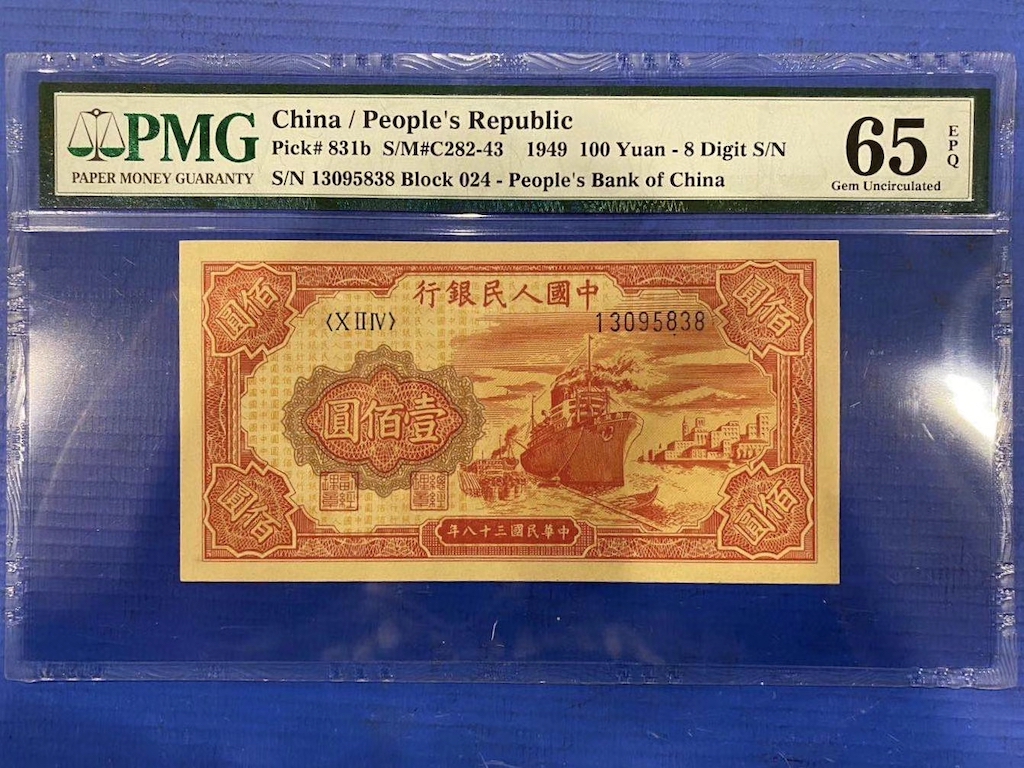 PMG
PAPER MONEY GUARANTY
China / People's Republic
Pick# 831b S/M#C282-43 1949 100 Yuan - 8 Digit S/N
S/N 13095838 Block 024 - People's Bank of China
65
EPQ
Gem Uncirculated
行銀民人國中
〈X II IV〉
13095838
圓佰
圓佰
圓佰壹
圓佰
圓佰
年八十三國民華中